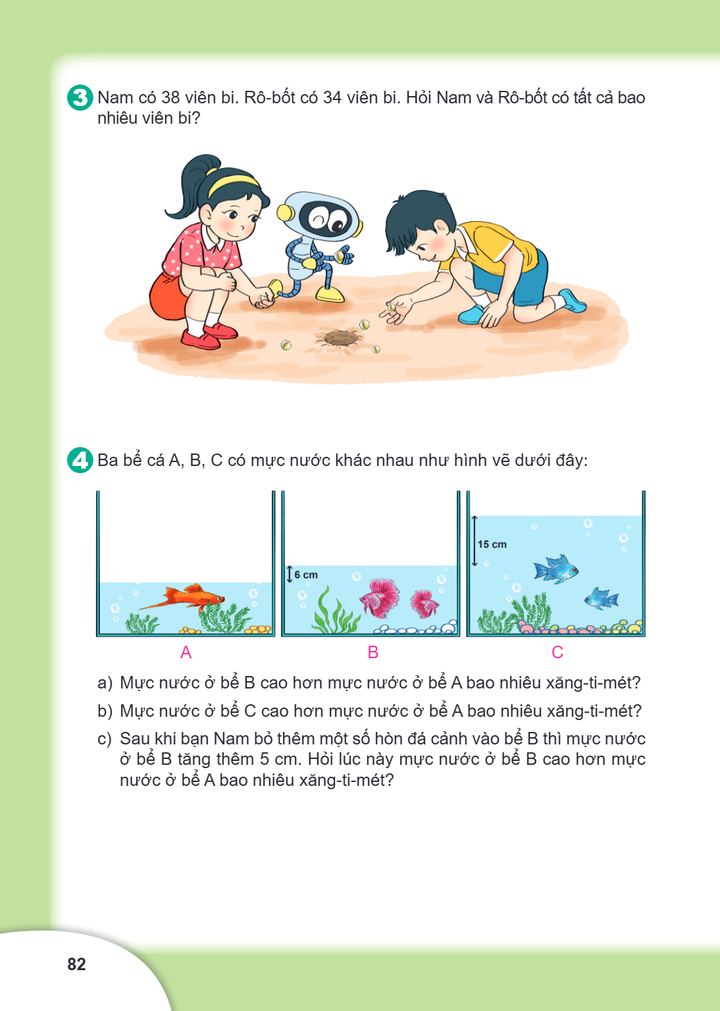 3 Nam có 38 viên bi. Rô-bốt có 34 viên bi. Hỏi Nam và Rô-bốt có tất cả bao
nhiêu viên bi?
4 Ba bể cá A, B, C có mực nước khác nhau như hình vẽ dưới đây:
6 cm
15 cm
A
B
C
a) Mực nước ở bể B cao hơn mực nước ở bể A bao nhiêu xăng-ti-mét?
b) Mực nước ở bể C cao hơn mực nước ở bể A bao nhiêu xăng-ti-mét?
c) Sau khi bạn Nam bỏ thêm một số hòn đá cảnh vào bể B thì mực nước
ở bể B tăng thêm 5 cm. Hỏi lúc này mực nước ở bể B cao hơn mực
nước ở bể A bao nhiêu xăng-ti-mét?
82